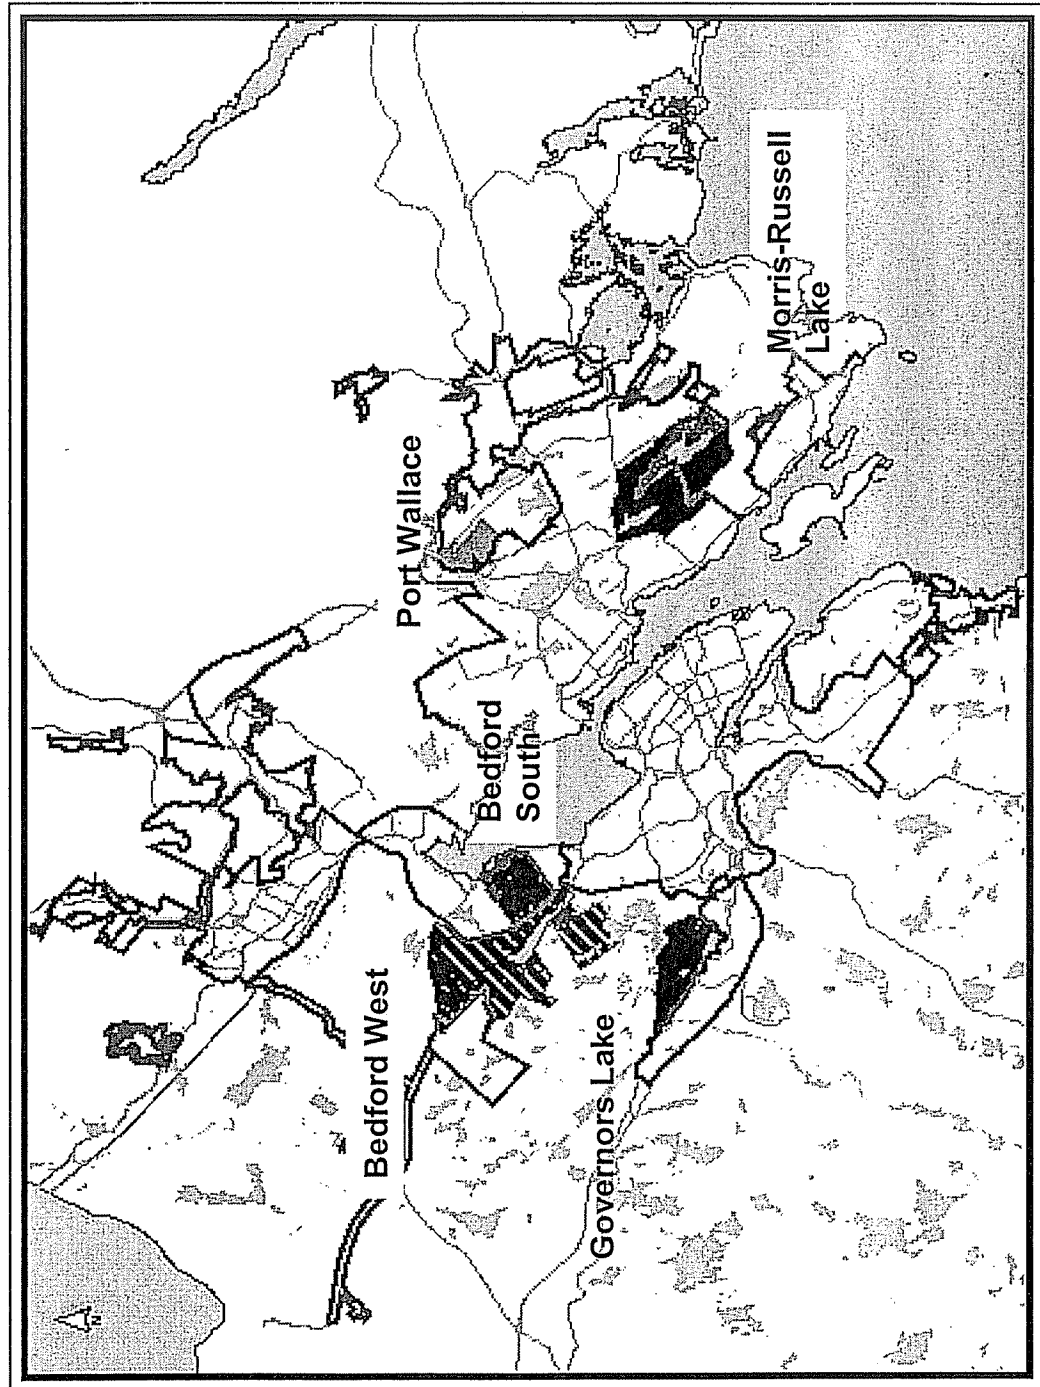 Bedford West
Governors Lake
Bedford
South
Port Wallace
Morris-Russell
Lake
N